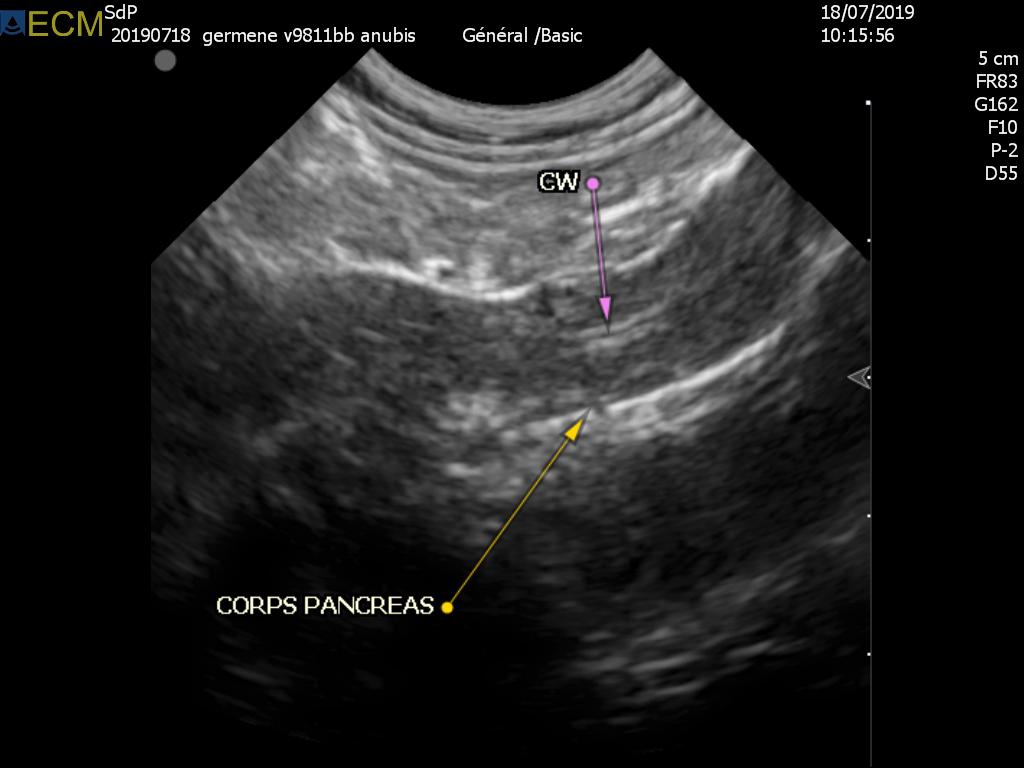 ECM
SdP
20190718 germene v9811bb anubis
Général /Basic
18/07/2019
10:15:56
5 cm
FR83
G162
F10
P-2
D55
CW
CORPS PANCREAS